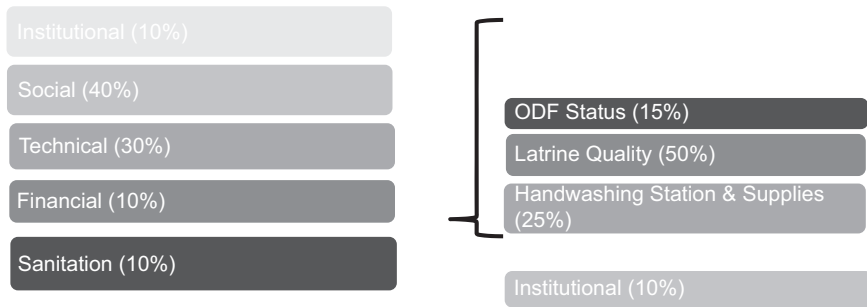 Institutional (10%)
Social (40%)
Technical (30%)
Financial (10%)
Sanitation (10%)
ODF Status (15%)
Latrine Quality (50%)
Handwashing Station & Supplies
(25%)
Institutional (10%)